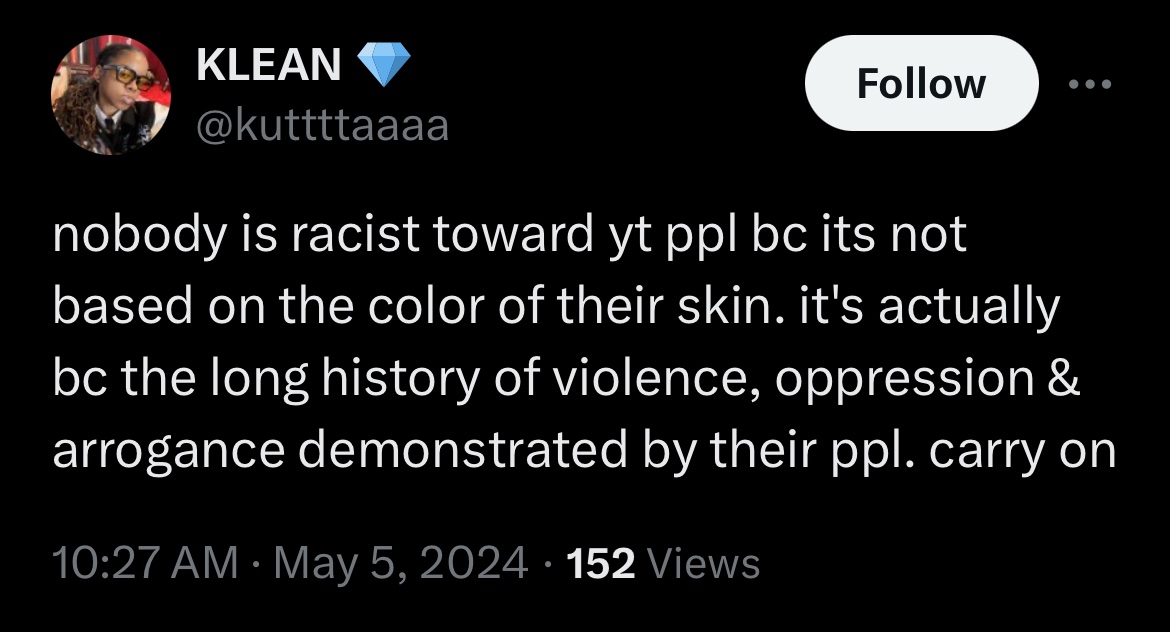 KLEAN 💎
Follow
@kuttttaaaa
nobody is racist toward yt ppl bc its not
based on the color of their skin. it's actually
bc the long history of violence, oppression &
arrogance demonstrated by their ppl. carry on
10:27 AM · May 5, 2024 · 152 Views